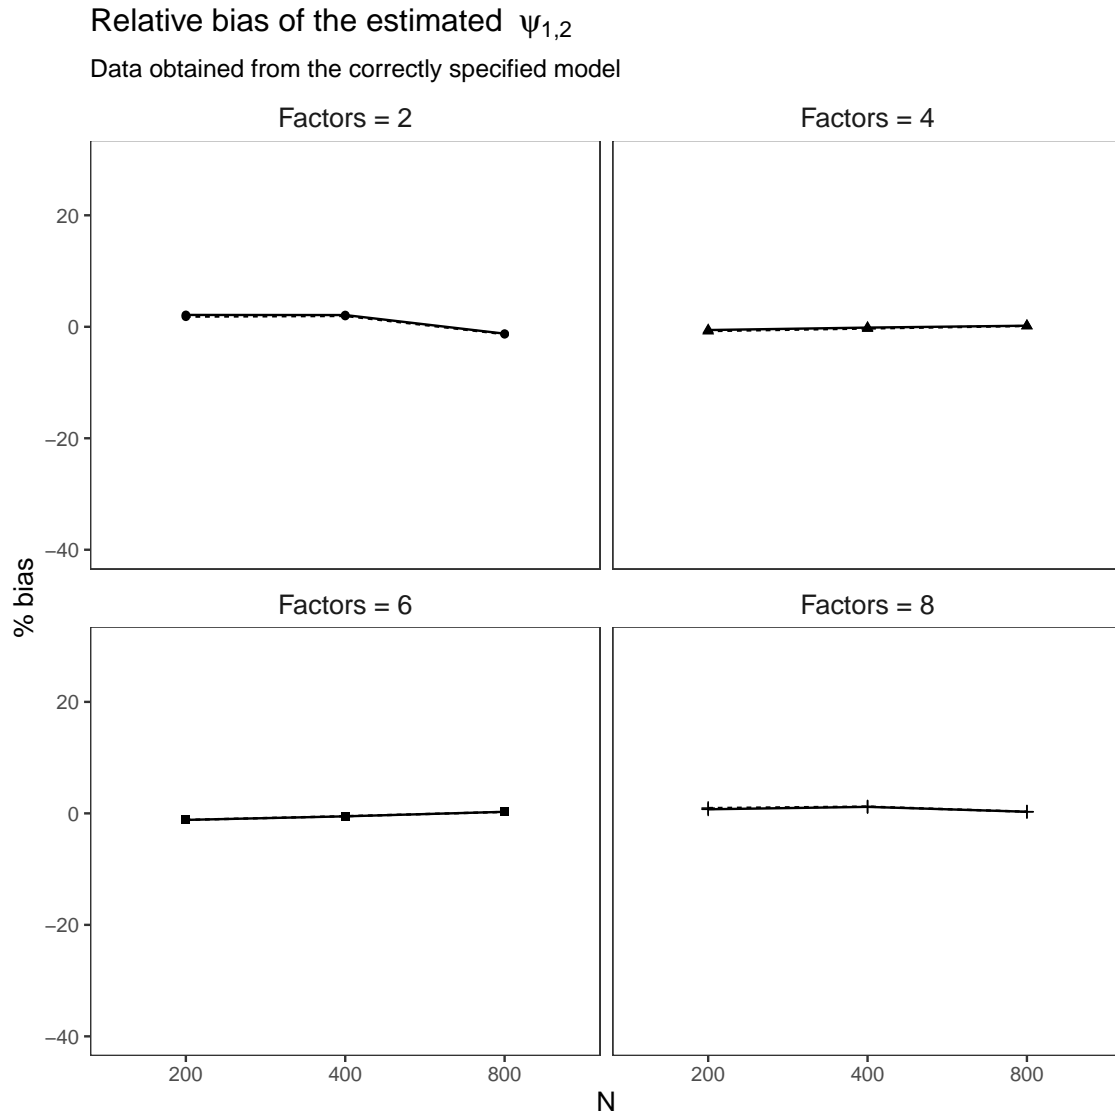 Relative bias of the estimated ψ1,2
Data obtained from the correctly specified model
Factors = 2
Factors = 4
20
0
−20
−40
% bias
Factors = 6
Factors = 8
20
0
−20
−40
200 400 800 200 400 800
N